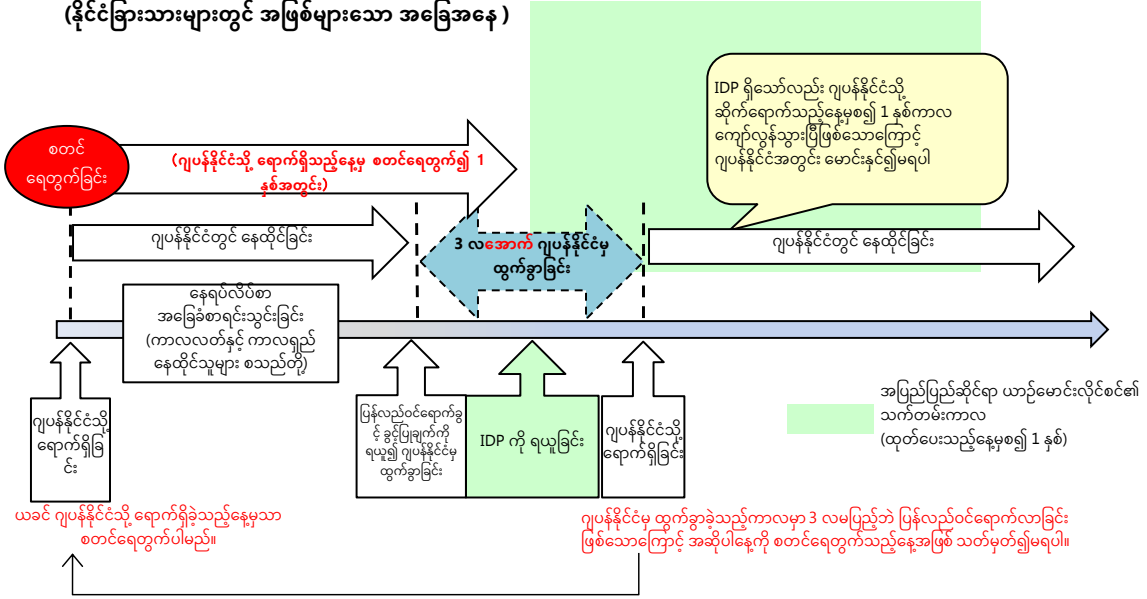 (နိုင်ငံခြားသားများတွင် အဖြစ်များသော အခြေအနေ )
IDP ရှိသော်လည်း ဂျပန်နိုင်ငံသို့
ဆိုက်ရောက်သည့်နေ့မှစ၍ 1 နှစ်ကာလ
ကျော်လွန်သွားပြီဖြစ်သောကြောင့်
ဂျပန်နိုင်ငံအတွင်း မောင်းနှင်၍မရပါ
စတင်
ရေတွက်ခြင်း
(ဂျပန်နိုင်ငံသို့ ရောက်ရှိသည့်နေ့မှ စတင်ရေတွက်၍ 1
နှစ်အတွင်း)
ဂျပန်နိုင်ငံတွင် နေထိုင်ခြင်း
3 လအောက် ဂျပန်နိုင်ငံမှ
ထွက်ခွာခြင်း
ဂျပန်နိုင်ငံတွင် နေထိုင်ခြင်း
နေရပ်လိပ်စာ
အခြေခံစာရင်းသွင်းခြင်း
(ကာလလတ်နှင့် ကာလရှည်
နေထိုင်သူများ စသည်တို့)
ဂျပန်နိုင်ငံသို့
ရောက်ရှိခြ
င်း
ပြန်လည်ဝင်ရောက်ခွ
င့် ခွင့်ပြုချက်ကို
ရယူ၍ ဂျပန်နိုင်ငံမှ
ထွက်ခွာခြင်း
IDP ကို ရယူခြင်း
ဂျပန်နိုင်ငံသို့
ရောက်ရှိခြင်း
အပြည်ပြည်ဆိုင်ရာ ယာဉ်မောင်းလိုင်စင်၏
သက်တမ်းကာလ
(ထုတ်ပေးသည့်နေ့မှစ၍ 1 နှစ်)
ယခင် ဂျပန်နိုင်ငံသို့ ရောက်ရှိခဲ့သည့်နေ့မှသာ
စတင်ရေတွက်ပါမည်။
ဂျပန်နိုင်ငံမှ ထွက်ခွာခဲ့သည့်ကာလမှာ 3 လမပြည့်ဘဲ ပြန်လည်ဝင်ရောက်လာခြင်း
ဖြစ်သောကြောင့် အဆိုပါနေ့ကို စတင်ရေတွက်သည့်နေ့အဖြစ် သတ်မှတ်၍မရပါ။